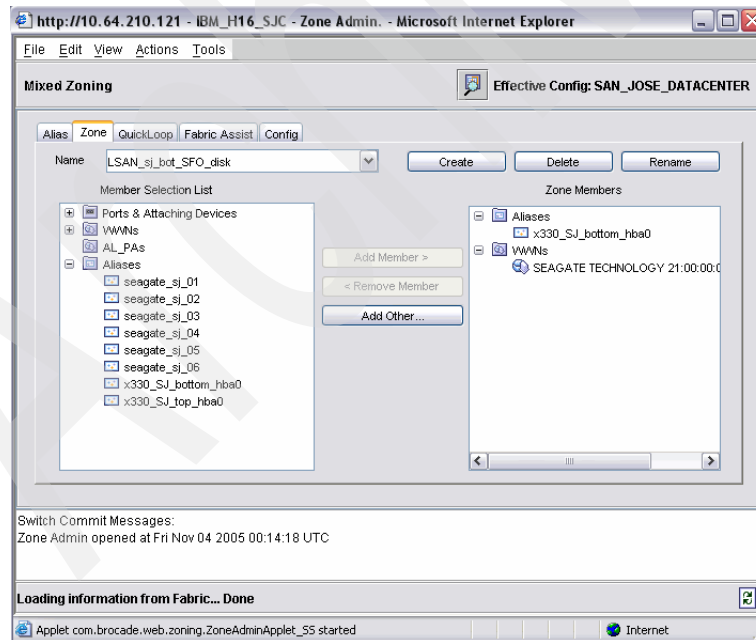 http://10.64.210.121 - IBM_H16_SJC - Zone Admin. - Microsoft Internet Explorer
File Edit View Actions Tools
Mixed Zoning
Effective Config: SAN_JOSE_DATACENTER
Alias Zone QuickLoop Fabric Assist Config
Name LSAN_sj_bot_SFO_disk Create Delete Rename
Member Selection List
Ports & Attaching Devices
WWNs
AL_PAs
Aliases
seagate_sj_01
seagate_sj_02
seagate_sj_03
seagate_sj_04
seagate_sj_05
seagate_sj_06
x330_SJ_bottom_hba0
x330_SJ_top_hba0
Add Member >
< Remove Member
Add Other...
Zone Members
Aliases
x330_SJ_bottom_hba0
WWNs
SEAGATE TECHNOLOGY 21:00:00:0
Switch Commit Messages:
Zone Admin opened at Fri Nov 04 2005 00:14:18 UTC
Loading information from Fabric... Done
Applet com.brocade.web.zoning.ZoneAdminApplet_SS started
Internet